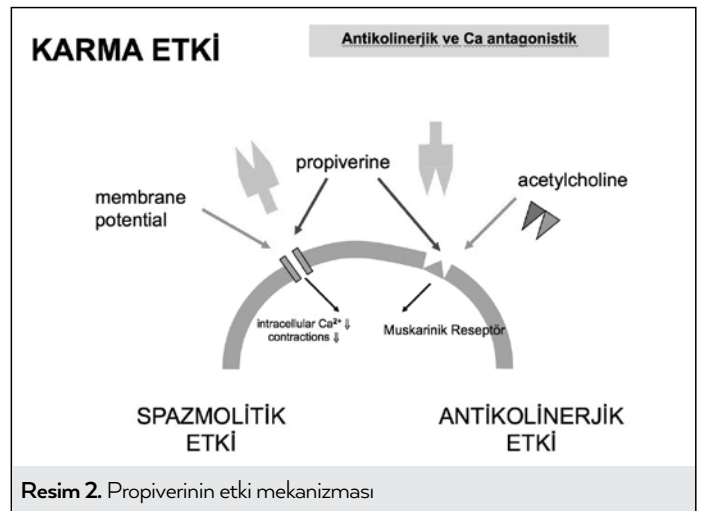 KARMA ETKİ
Antikolinerjik ve Ca antagonistik
propiverine
acetylcholine
membrane
potential
intracellular Ca²⁺ ⇓
contractions ⇓
Muskarinik Reseptör
SPAZMOLİTİK
ETKİ
ANTİKOLİNERJİK
ETKİ
Resim 2. Propiverinin etki mekanizması